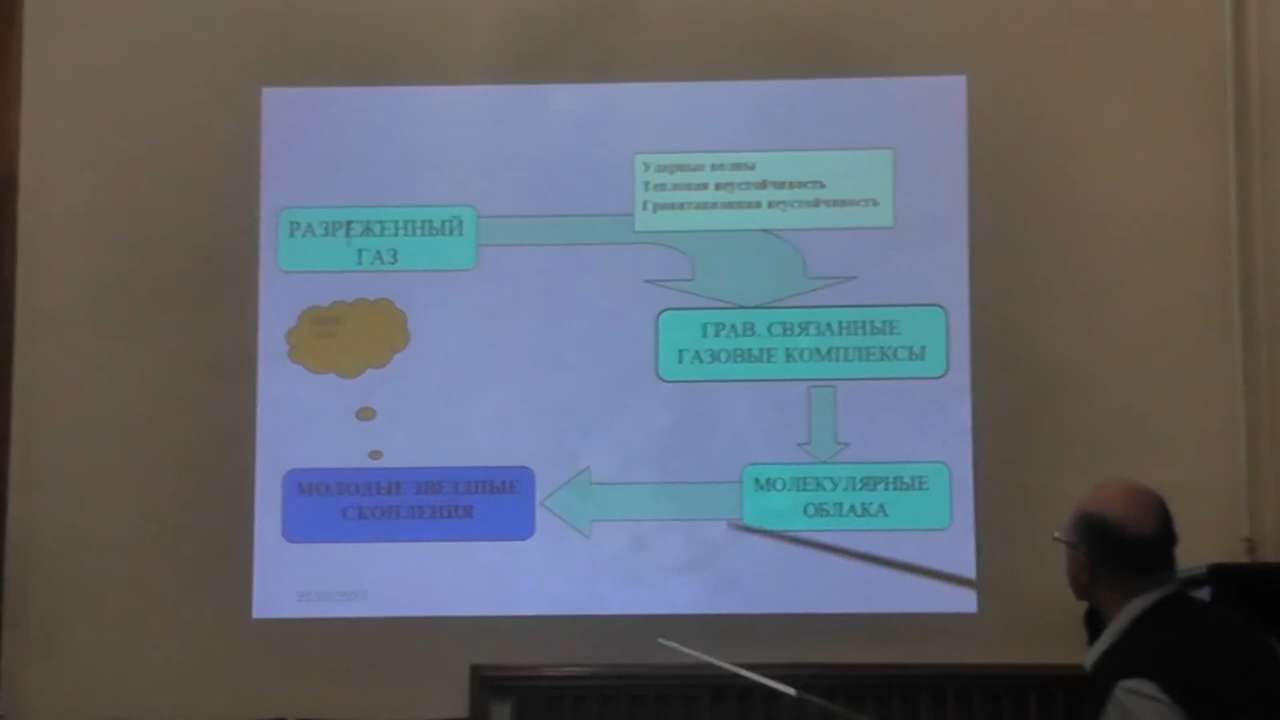 Ударные волны
Тепловая неустойчивость
Гравитационная неустойчивость
РАЗРЕЖЕННЫЙ
ГАЗ
ГРАВ. СВЯЗАННЫЕ
ГАЗОВЫЕ КОМПЛЕКСЫ
МОЛЕКУЛЯРНЫЕ
ОБЛАКА
МОЛОДЫЕ ЗВЕЗДНЫЕ
СКОПЛЕНИЯ